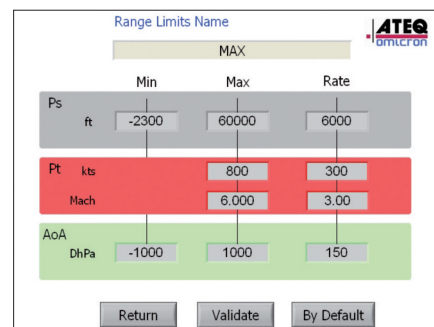 Range Limits Name
ATEQ
omicron
MAX
Min Max Rate
Ps
ft -2300 60000 6000
Pt kts 800 300
Mach 6.000 3.00
AoA
DhPa -1000 1000 150
Return Validate By Default